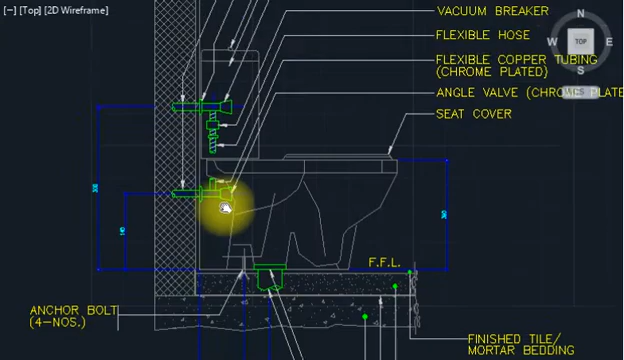 [−] [Top] [2D Wireframe]
VACUUM BREAKER
FLEXIBLE HOSE
FLEXIBLE COPPER TUBING
(CHROME PLATED)
ANGLE VALVE (CHROME PLATE
SEAT COVER
N
W
TOP
E
S
F.F.L.
ANCHOR BOLT
(4-NOS.)
FINISHED TILE/
MORTAR BEDDING